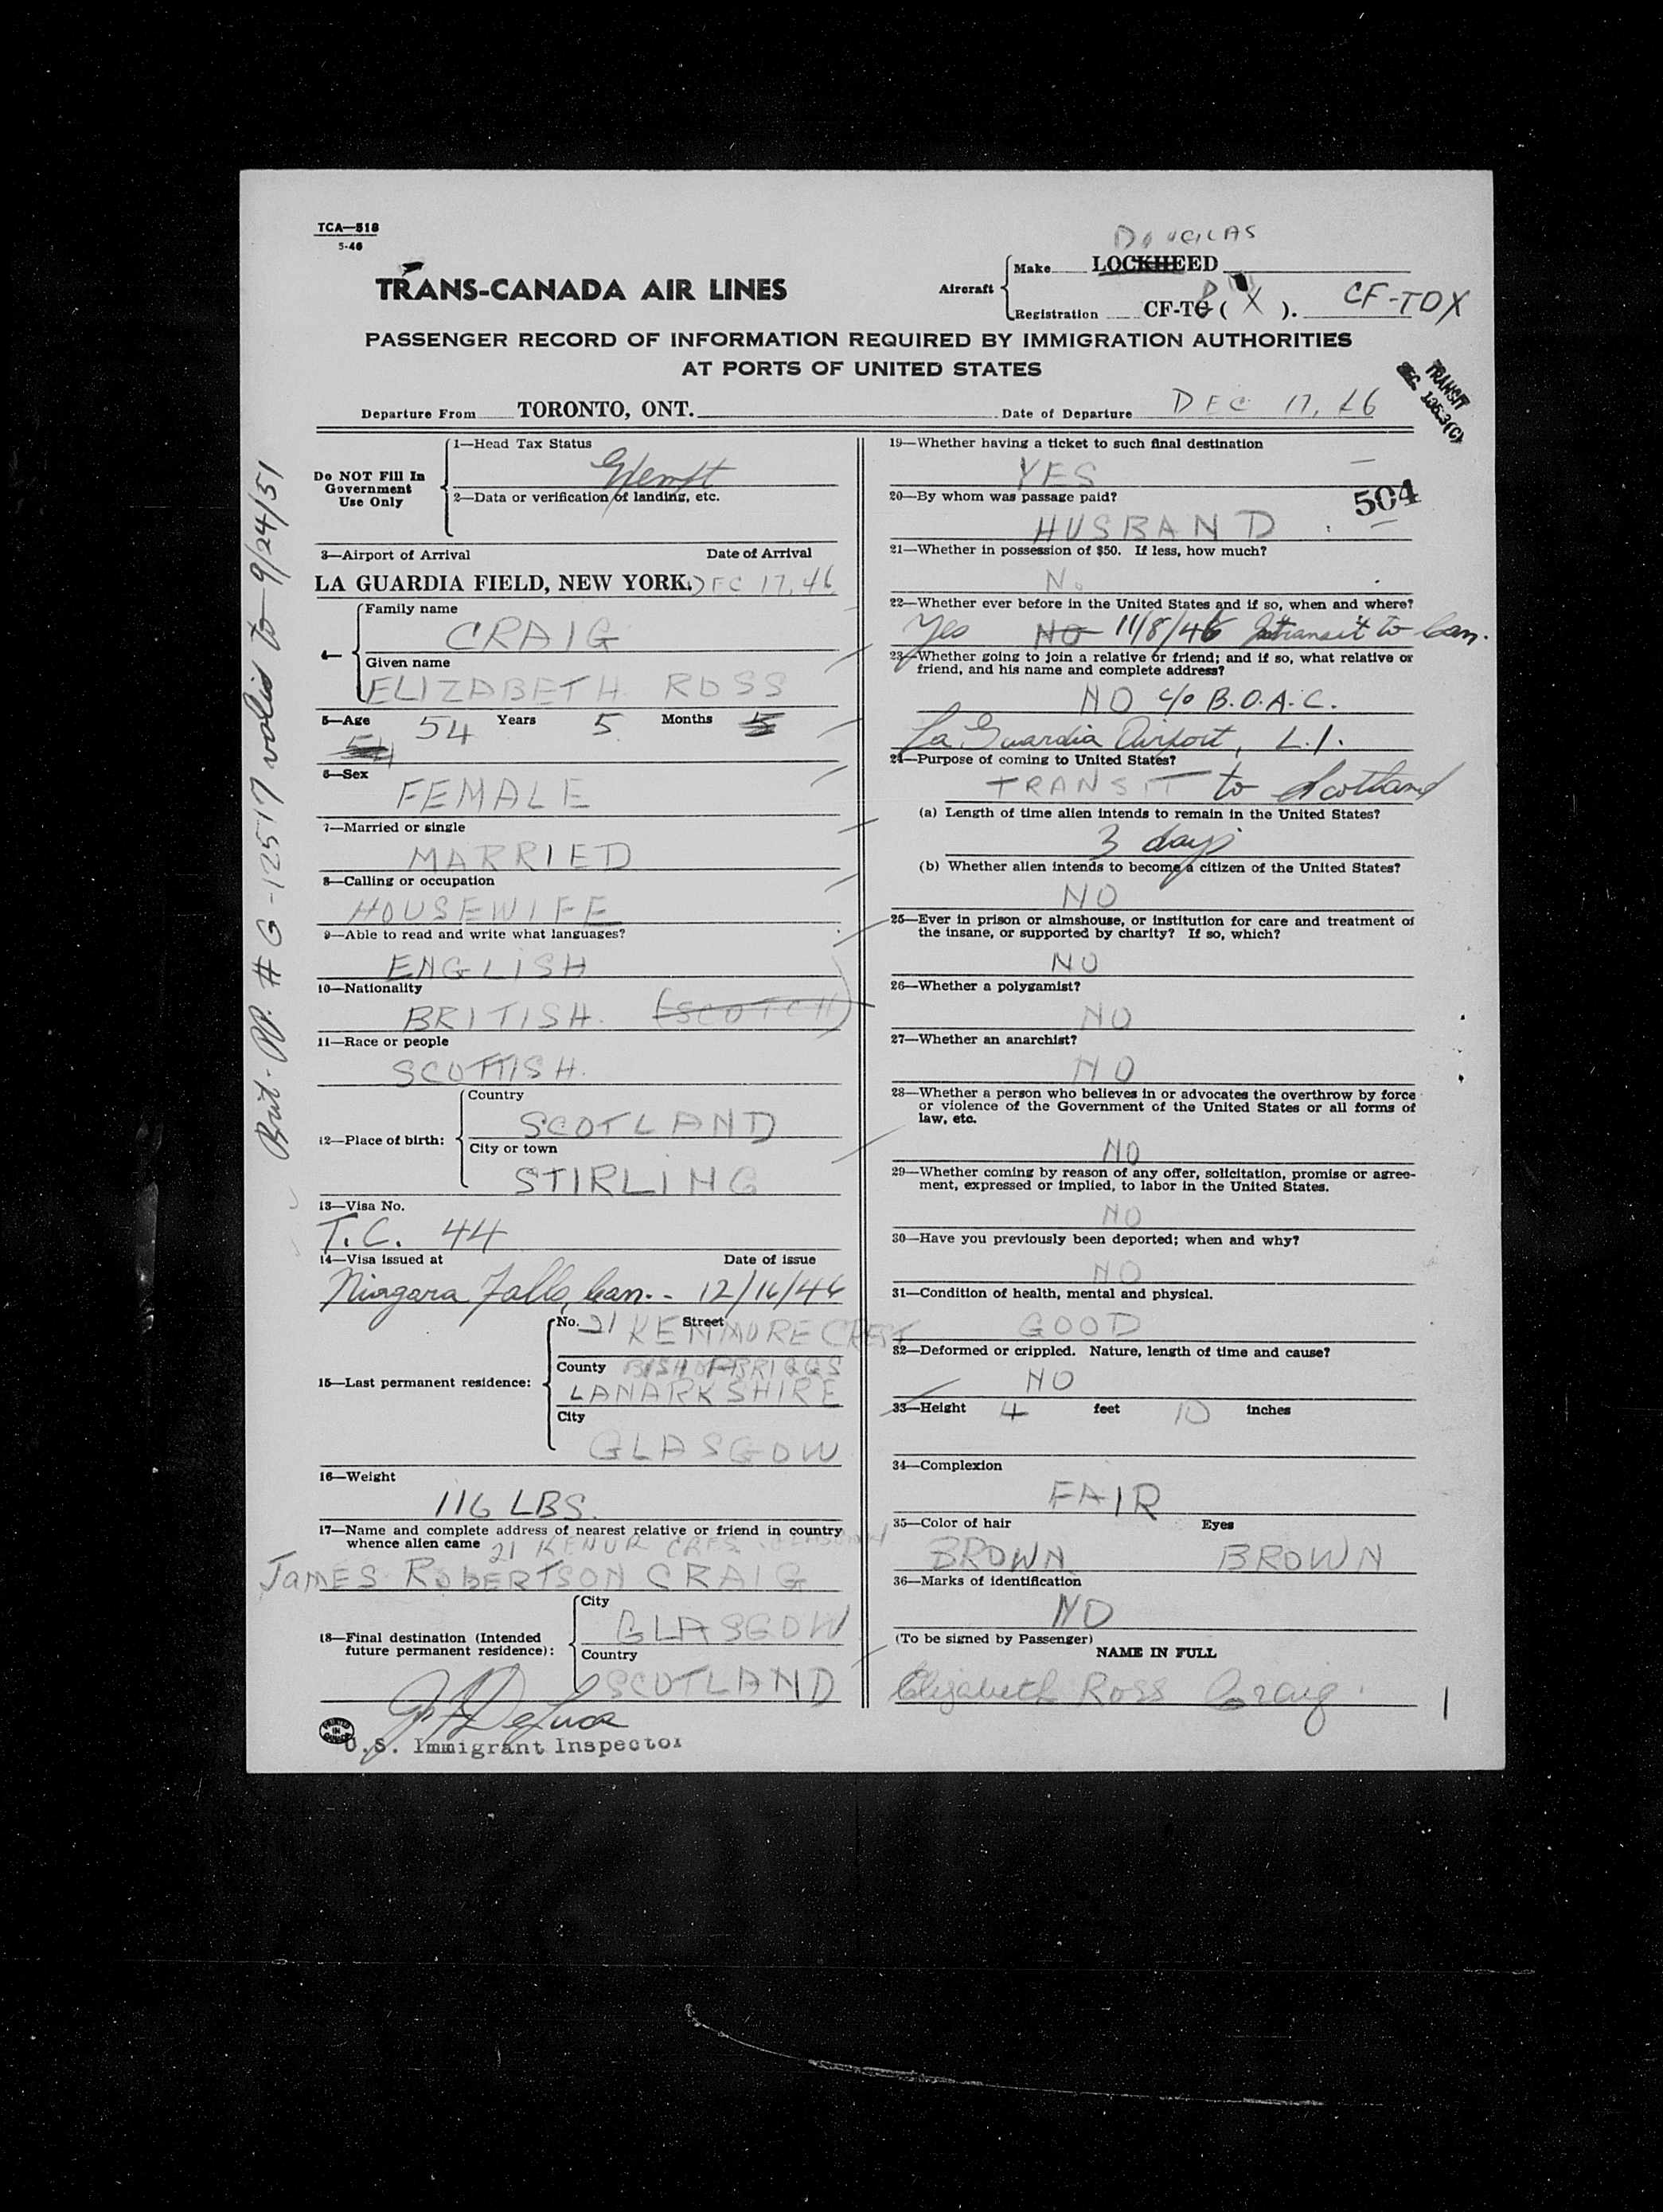 TCA—518
5-46
DOUGLAS
TRANS-CANADA AIR LINES
Aircraft
Make LOCKHEED
Registration CF-TG ( X ). CF-TDX
PASSENGER RECORD OF INFORMATION REQUIRED BY IMMIGRATION AUTHORITIES
AT PORTS OF UNITED STATES
TRANSIT
SEC. 136.3(C)
Departure From TORONTO, ONT. Date of Departure DEC 17, 46
Brit. PP. # G-12517 valid to 9/24/51
Do NOT Fill In
Government
Use Only
1—Head Tax Status
Exempt
2—Data or verification of landing, etc.
3—Airport of Arrival Date of Arrival
LA GUARDIA FIELD, NEW YORK. DEC 17, 46
4—
Family name
CRAIG
Given name
ELIZABETH ROSS
5—Age 54 Years 5 Months 5
54
6—Sex
FEMALE
7—Married or single
MARRIED
8—Calling or occupation
HOUSEWIFE
9—Able to read and write what languages?
ENGLISH
10—Nationality
BRITISH. (SCOTCH)
11—Race or people
SCOTTISH.
12—Place of birth:
Country
SCOTLAND
City or town
STIRLING
13—Visa No.
T.C. 44
14—Visa issued at Date of issue
Niagara Falls, Can. - 12/16/46
15—Last permanent residence:
No. 21 Street KENMORE CREST
County BISHOPBRIGGS
LANARKSHIRE
City
GLASGOW
16—Weight
116 LBS.
17—Name and complete address of nearest relative or friend in country
whence alien came 21 KENUR CRES. GLASGOW
JAMES ROBERTSON CRAIG
18—Final destination (Intended
future permanent residence):
City
GLASGOW
Country
SCOTLAND
PRINTED IN CANADA
U.S. Immigrant Inspector
19—Whether having a ticket to such final destination
YES
504
20—By whom was passage paid?
HUSBAND
21—Whether in possession of $50. If less, how much?
No
22—Whether ever before in the United States and if so, when and where?
Yes NO 11/8/46 Intransit to Can.
23—Whether going to join a relative or friend; and if so, what relative or
friend, and his name and complete address?
NO c/o B.O.A.C.
La Guardia Airport, L.I.
24—Purpose of coming to United States?
TRANSIT to Scotland
(a) Length of time alien intends to remain in the United States?
3 days
(b) Whether alien intends to become a citizen of the United States?
NO
25—Ever in prison or almshouse, or institution for care and treatment of
the insane, or supported by charity? If so, which?
NO
26—Whether a polygamist?
NO
27—Whether an anarchist?
NO
28—Whether a person who believes in or advocates the overthrow by force
or violence of the Government of the United States or all forms of
law, etc.
NO
29—Whether coming by reason of any offer, solicitation, promise or agree-
ment, expressed or implied, to labor in the United States.
NO
30—Have you previously been deported; when and why?
NO
31—Condition of health, mental and physical.
GOOD
32—Deformed or crippled. Nature, length of time and cause?
NO
33—Height 4 feet 10 inches
34—Complexion
FAIR
35—Color of hair Eyes
BROWN BROWN
36—Marks of identification
NO
(To be signed by Passenger)
NAME IN FULL
Elizabeth Ross Craig.